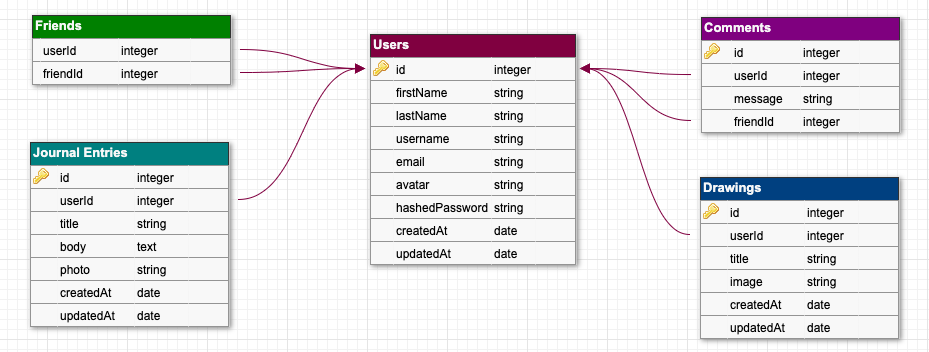 Friends
userId integer
friendId integer
Journal Entries
id integer
userId integer
title string
body text
photo string
createdAt date
updatedAt date
Users
id integer
firstName string
lastName string
username string
email string
avatar string
hashedPassword string
createdAt date
updatedAt date
Comments
id integer
userId integer
message string
friendId integer
Drawings
id integer
userId integer
title string
image string
createdAt date
updatedAt date